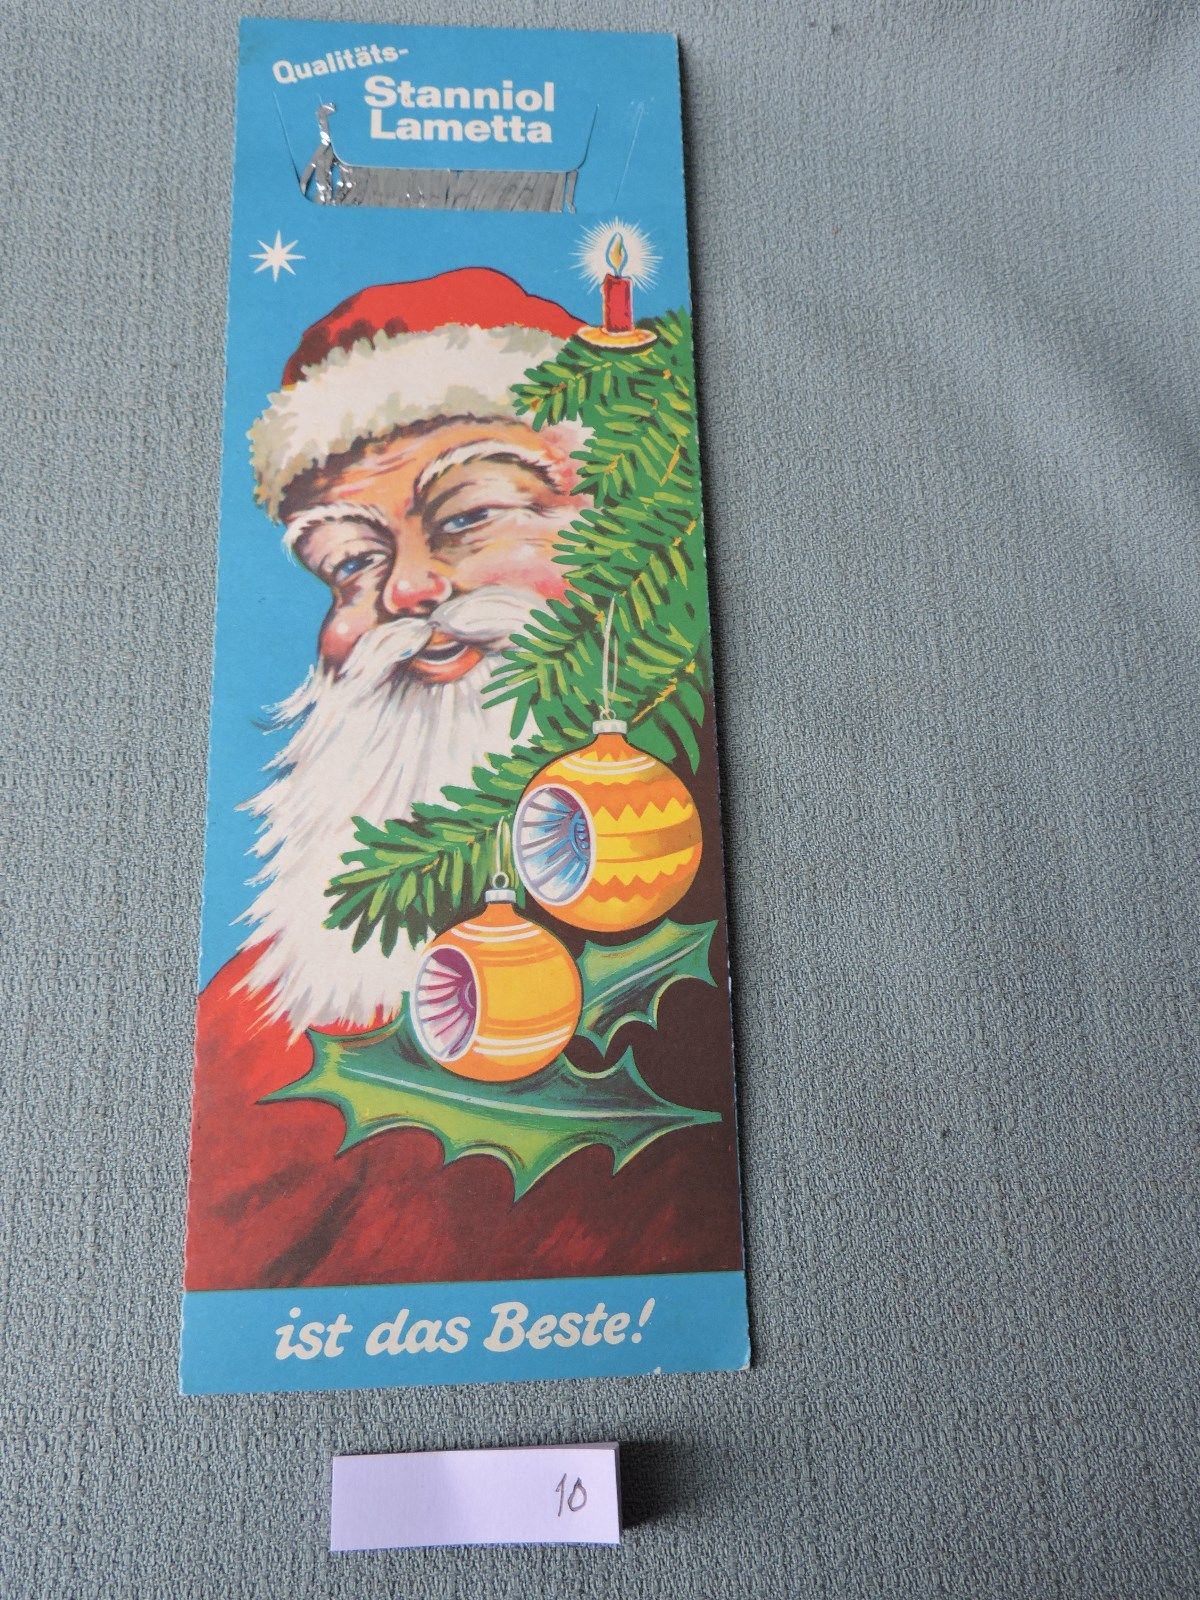 Qualitäts-
Stanniol
Lametta
ist das Beste!
10